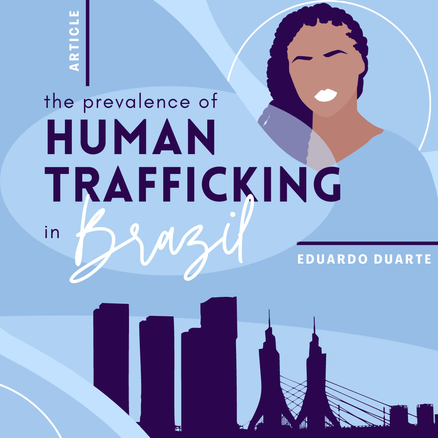 ARTICLE
the prevalence of
HUMAN
TRAFFICKING
in Brazil
EDUARDO DUARTE